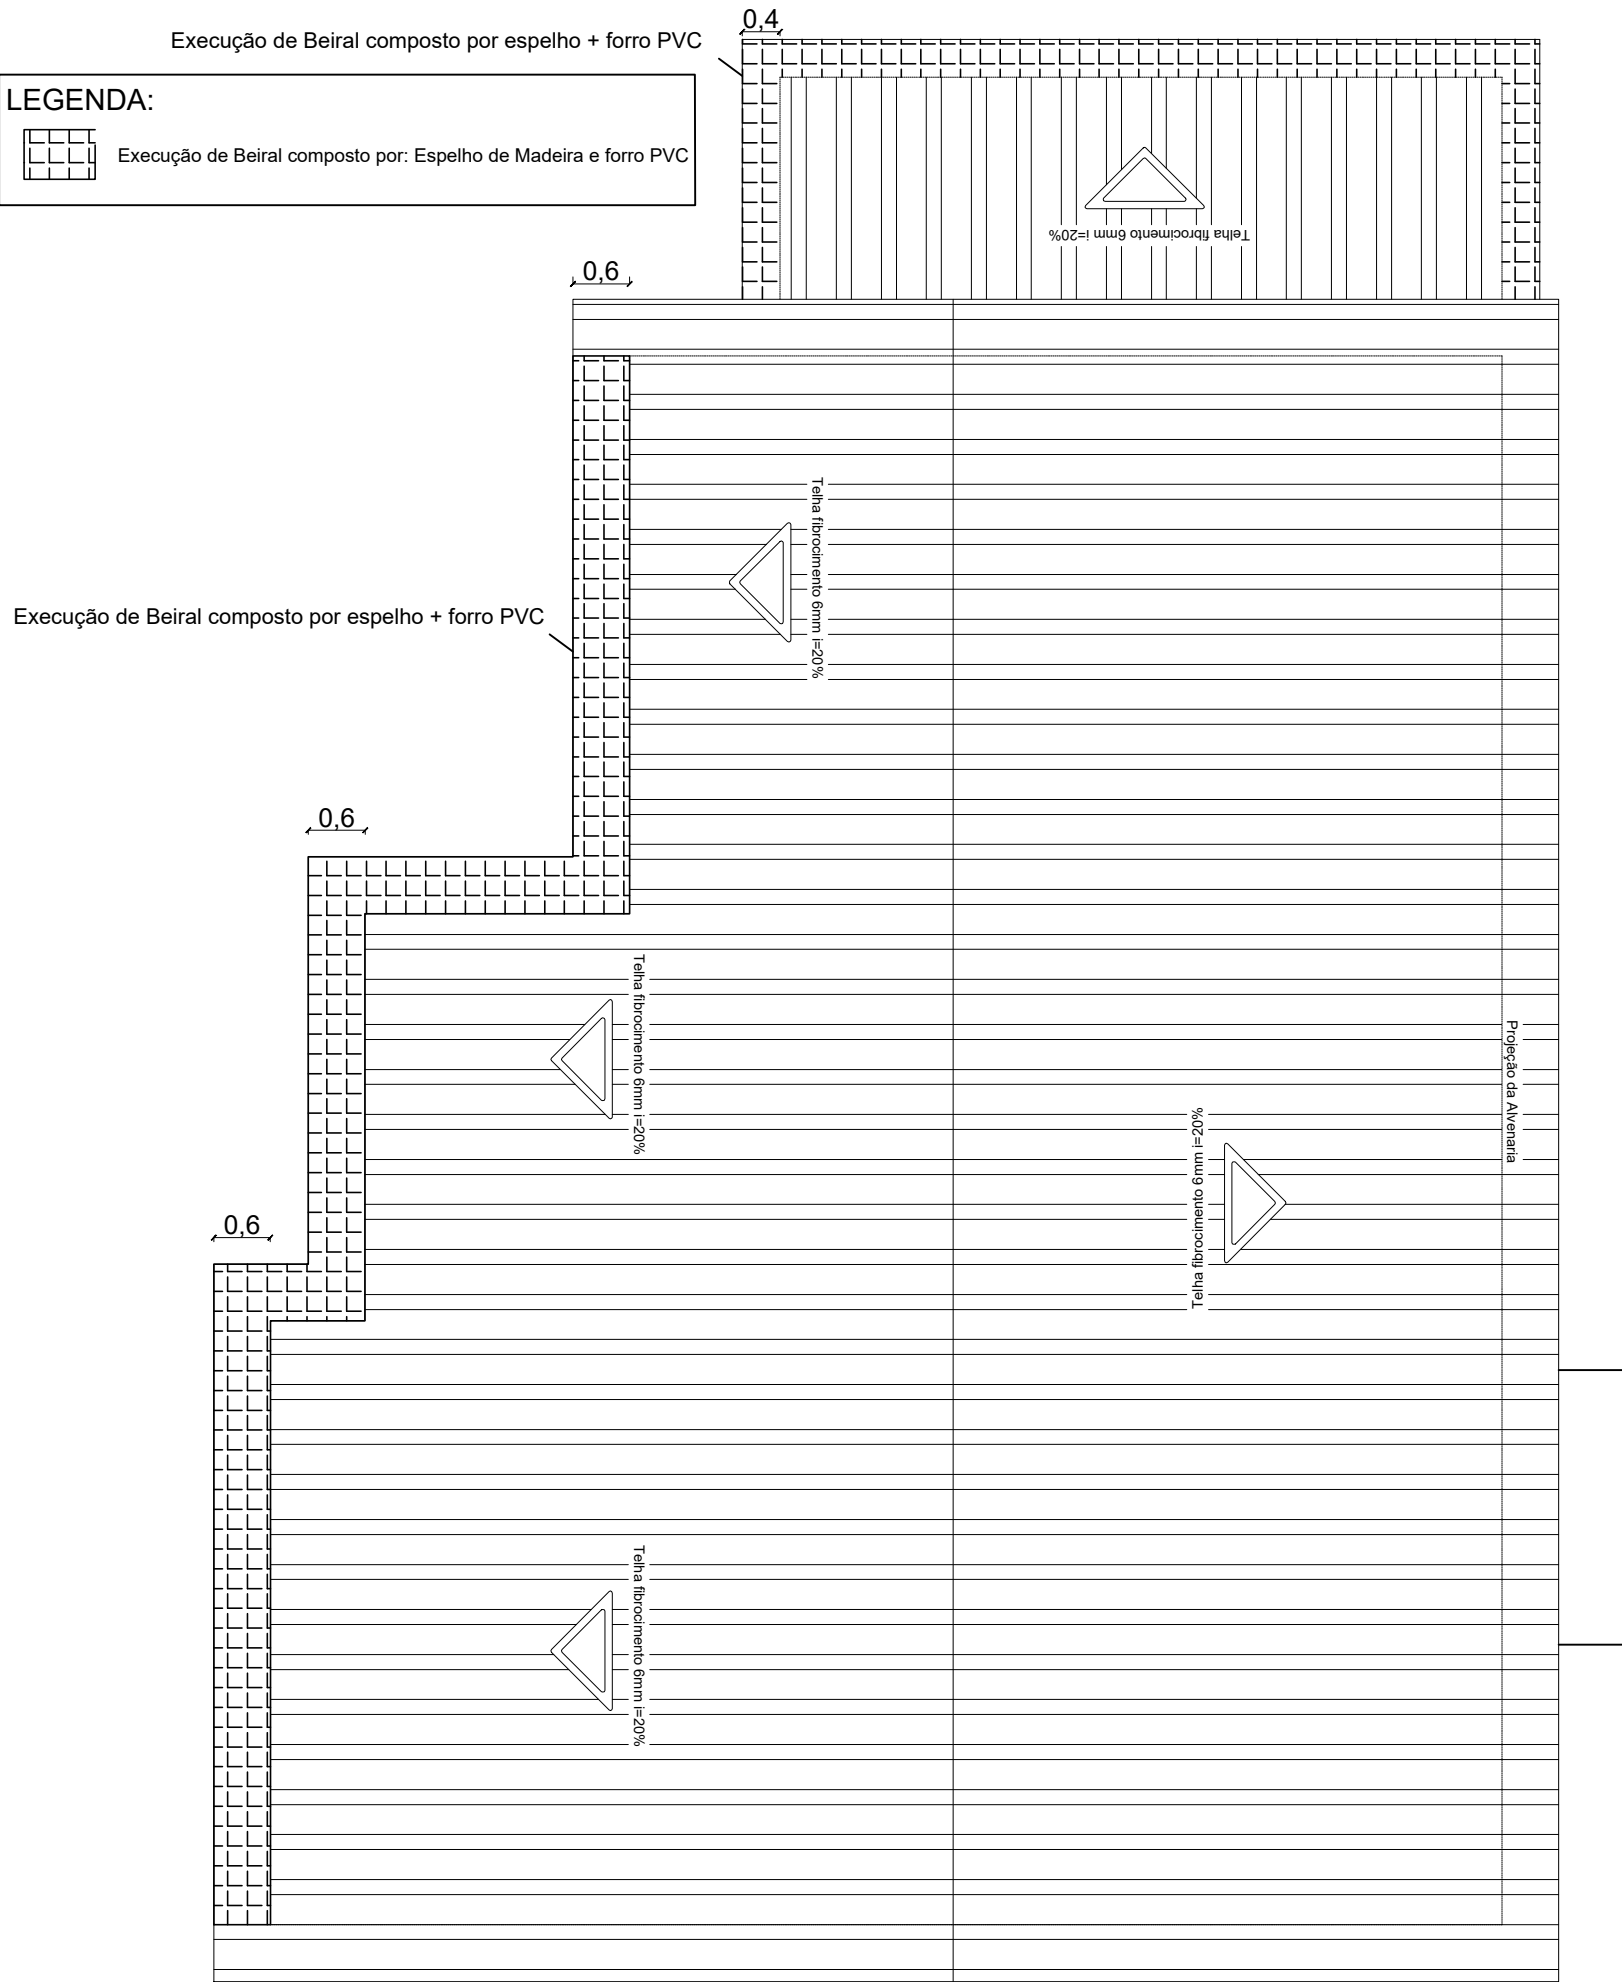 0,4
Execução de Beiral composto por espelho + forro PVC
LEGENDA:
Execução de Beiral composto por: Espelho de Madeira e forro PVC
Telha fibrocimento 6mm i=20%
0,6
Telha fibrocimento 6mm i=20%
Execução de Beiral composto por espelho + forro PVC
0,6
Telha fibrocimento 6mm i=20%
Projeção da Alvenaria
Telha fibrocimento 6mm i=20%
0,6
Telha fibrocimento 6mm i=20%